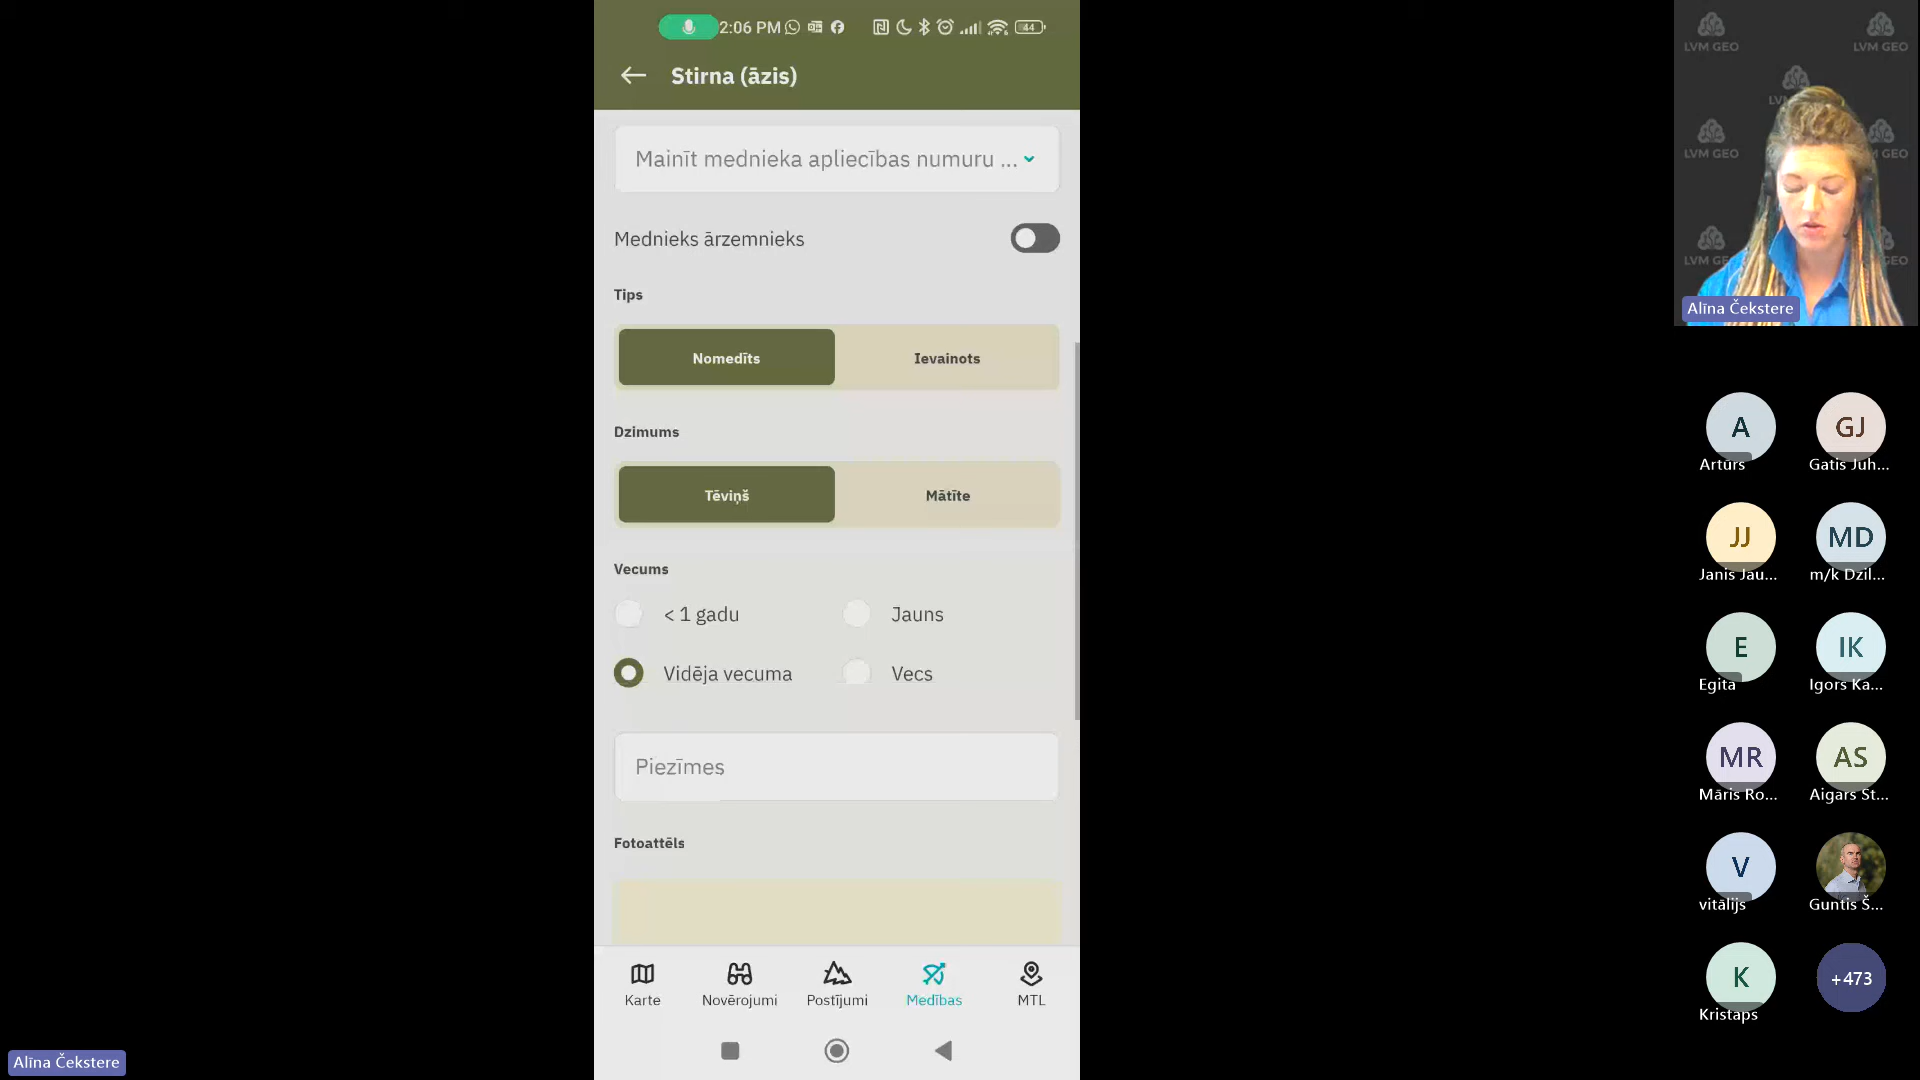 2:06 PM
44
Stirna (āzis)
Mainīt mednieka apliecības numuru ...
Mednieks ārzemnieks
Tips
Nomedīts
Ievainots
Dzimums
Tēviņš
Mātīte
Vecums
< 1 gadu
Jauns
Vidēja vecuma
Vecs
Piezīmes
Fotoattēls
Karte
Novērojumi
Postījumi
Medības
MTL
Alīna Čekstere
LVM GEO
LVM GEO
LVM GEO
LVM GEO
Alīna Čekstere
A
GJ
Artūrs
Gatis Juh...
JJ
MD
Janis Jau...
m/k Dzil...
E
IK
Egita
Igors Ka...
MR
AS
Māris Ro...
Aigars St...
V
vitālijs
Guntis Š...
K
+473
Kristaps